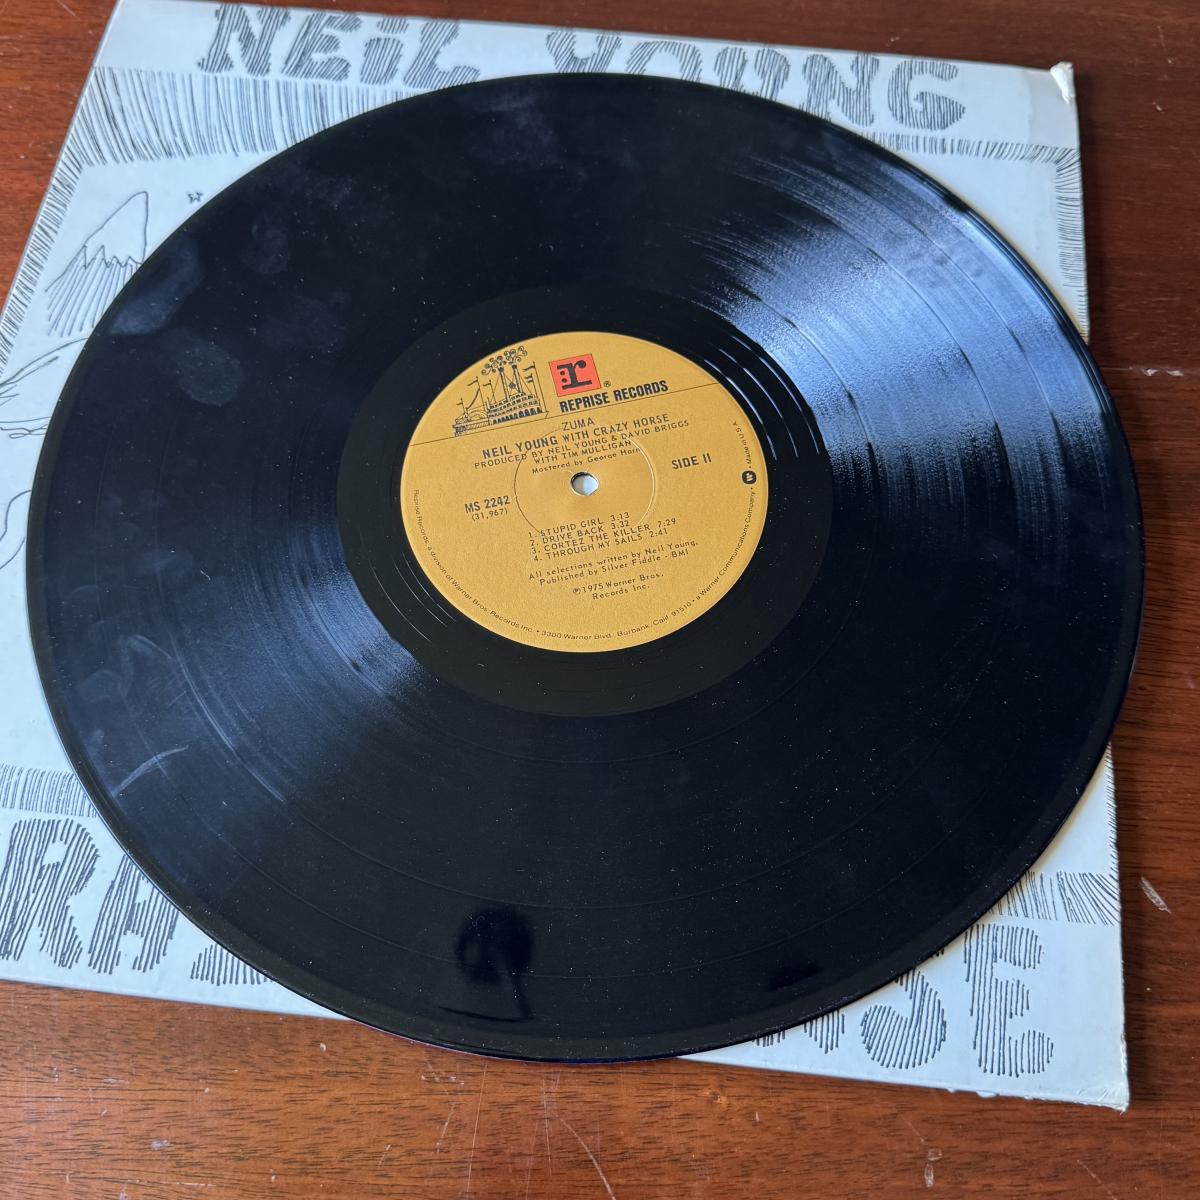 NEIL YOUNG
r
®
REPRISE RECORDS
ZUMA
NEIL YOUNG WITH CRAZY HORSE
PRODUCED BY NEIL YOUNG & DAVID BRIGGS
WITH TIM MULLIGAN
Mastered by George Horn
SIDE II
MS 2242
(31,967)
1. STUPID GIRL 3:13
2. DRIVE BACK 3:32
3. CORTEZ THE KILLER 7:29
4. THROUGH MY SAILS 2:41
All selections written by Neil Young.
Published by Silver Fiddle - BMI
℗1975 Warner Bros.
Records Inc.
Reprise Records, a division of Warner Bros. Records Inc. • 3300 Warner Blvd., Burbank, Calif. 91510 • a Warner Communications Company • W • Made in U.S.A.
RA
SE